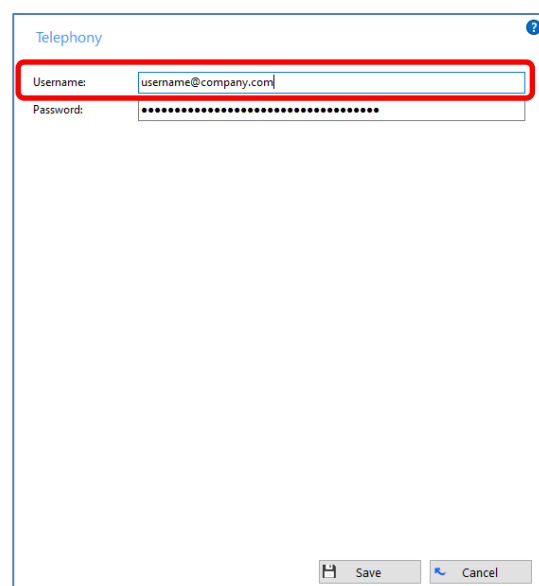 Telephony
?
Username: username@company.com
Password: ••••••••••••••••••••••••••••••••••••
Save Cancel